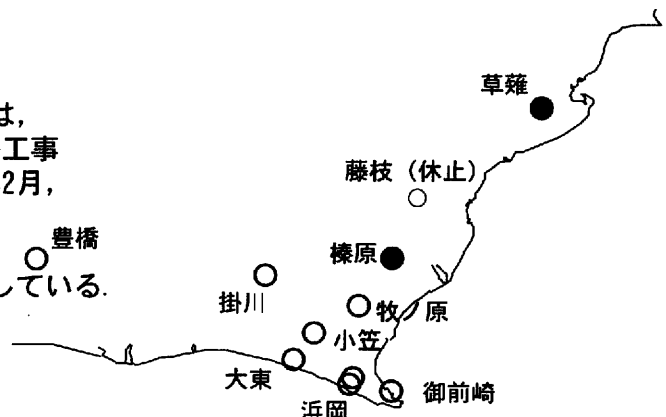 草薙
は,
工事
2月,
藤枝（休止）
豊橋
榛原
している.
掛川
牧ノ原
小笠
大東
御前崎
浜岡